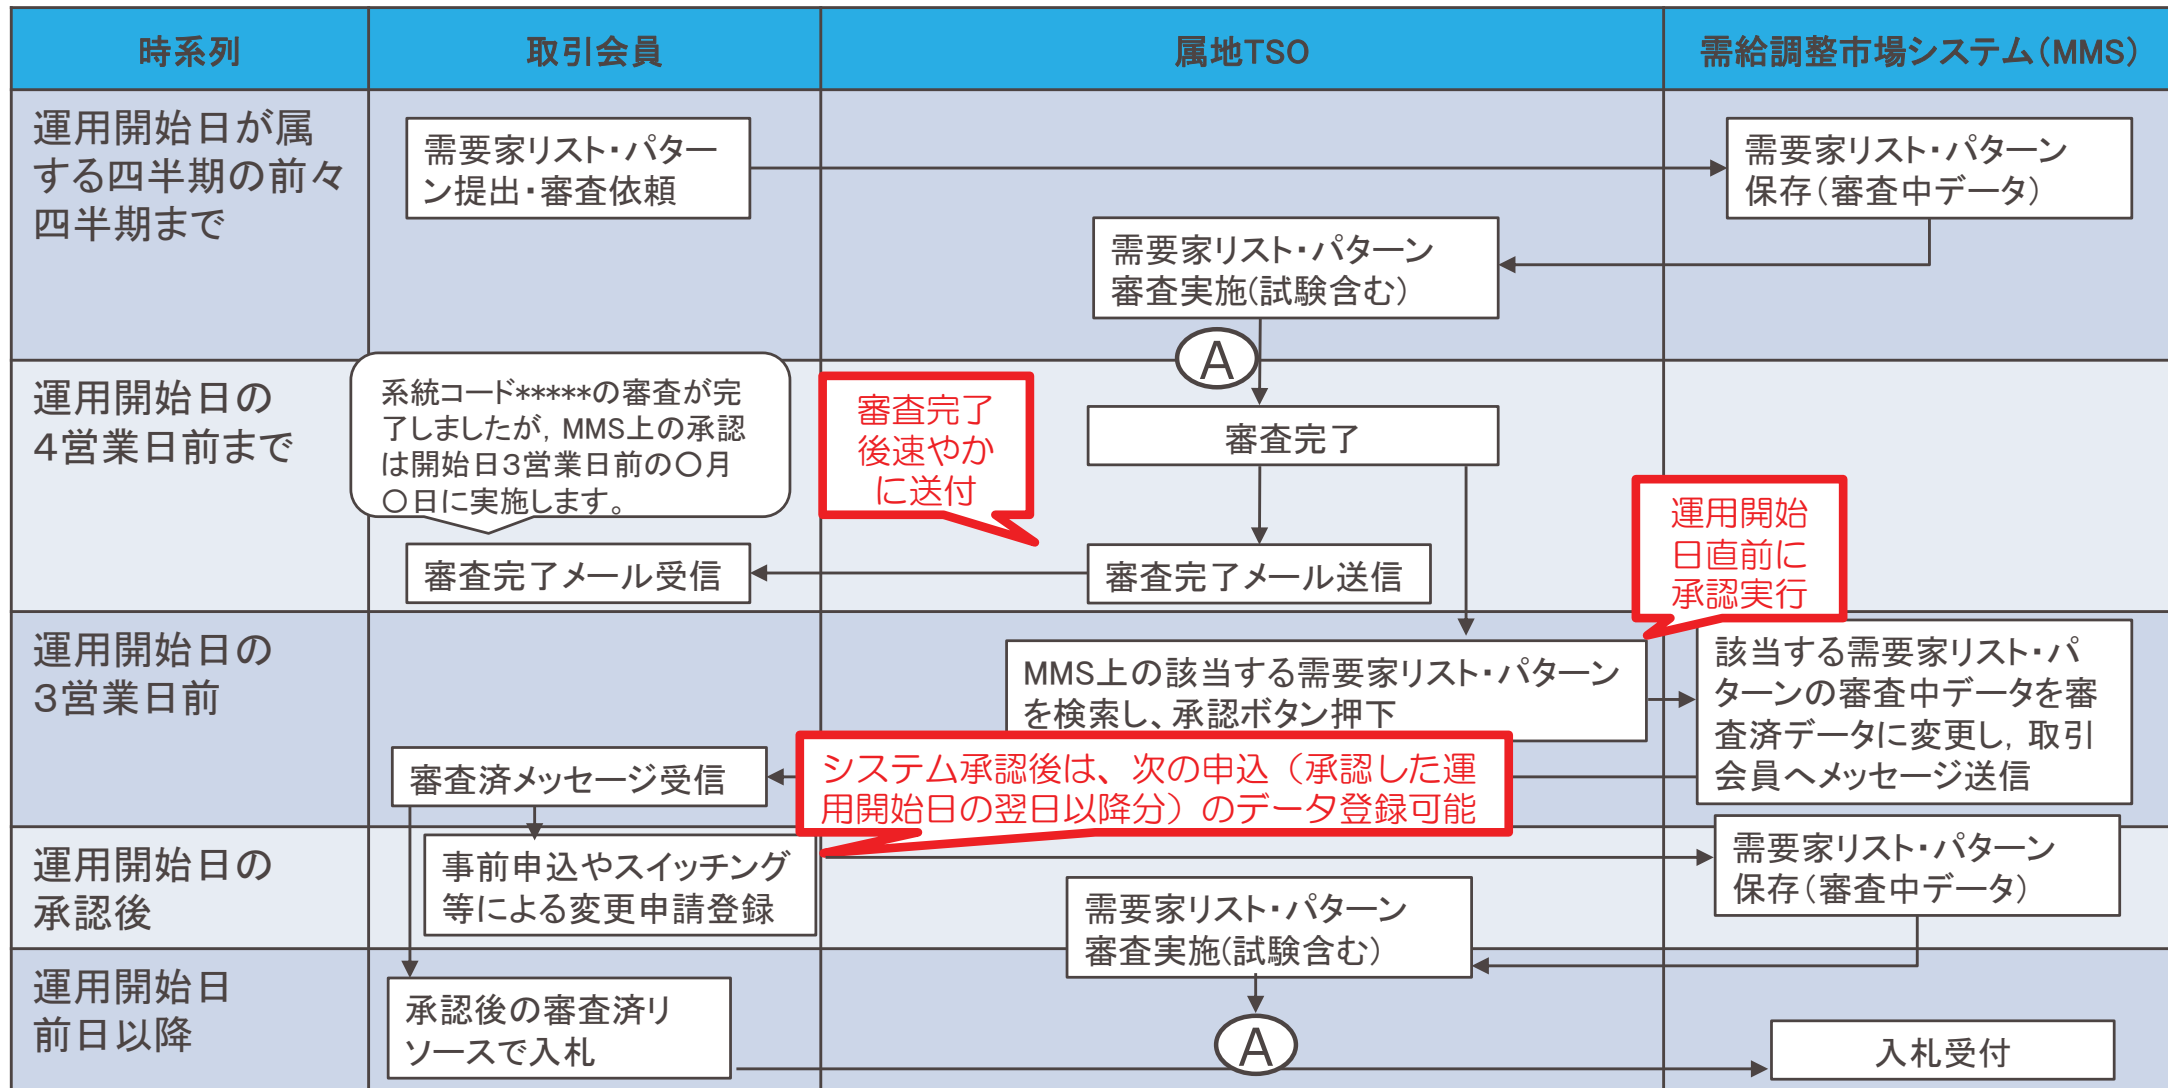 時系列
取引会員
属地TSO
需給調整市場システム（MMS）
運用開始日が属
する四半期の前々
四半期まで
需要家リスト・パター
ン提出・審査依頼
需要家リスト・パターン
保存（審査中データ）
需要家リスト・パターン
審査実施(試験含む)
A
運用開始日の
４営業日前まで
系統コード*****の審査が完
了しましたが，MMS上の承認
は開始日３営業日前の〇月
〇日に実施します。
審査完了
後速やか
に送付
審査完了
運用開始
日直前に
承認実行
審査完了メール受信
審査完了メール送信
運用開始日の
３営業日前
MMS上の該当する需要家リスト・パターン
を検索し、承認ボタン押下
該当する需要家リスト・パ
ターンの審査中データを審
査済データに変更し，取引
会員へメッセージ送信
審査済メッセージ受信
システム承認後は、次の申込（承認した運
用開始日の翌日以降分）のデータ登録可能
運用開始日の
承認後
事前申込やスイッチング
等による変更申請登録
需要家リスト・パターン
保存（審査中データ）
需要家リスト・パターン
審査実施(試験含む)
運用開始日
前日以降
承認後の審査済リ
ソースで入札
A
入札受付